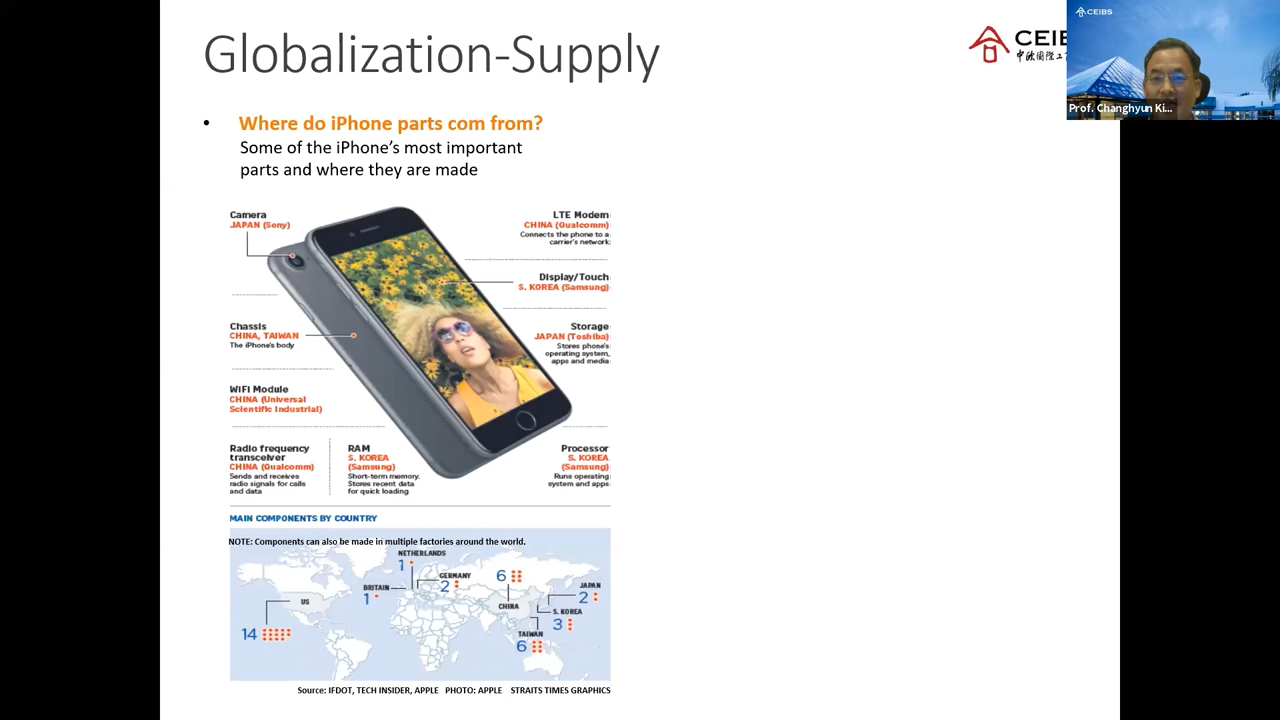 Globalization-Supply
CEIBS
Prof. Changhyun Ki...
• Where do iPhone parts com from?
Some of the iPhone's most important
parts and where they are made
Camera
JAPAN (Sony)
LTE Modem
CHINA (Qualcomm)
Connects the phone to a
carrier's network
Display/Touch
S. KOREA (Samsung)
Chassis
CHINA, TAIWAN
The iPhone's body
Storage
JAPAN (Toshiba)
Stores phone's
operating system,
apps and media
WiFi Module
CHINA (Universal
Scientific Industrial)
Radio frequency
transceiver
CHINA (Qualcomm)
Sends and receives
radio signals for calls
and data
RAM
S. KOREA
(Samsung)
Short-term memory.
Stores recent data
for quick loading
Processor
S. KOREA
(Samsung)
Runs operating
system and apps
MAIN COMPONENTS BY COUNTRY
NOTE: Components can also be made in multiple factories around the world.
NETHERLANDS
1
GERMANY
2
BRITAIN
1
6
CHINA
JAPAN
2
US
14
S. KOREA
3
TAIWAN
6
Source: IFDOT, TECH INSIDER, APPLE PHOTO: APPLE STRAITS TIMES GRAPHICS